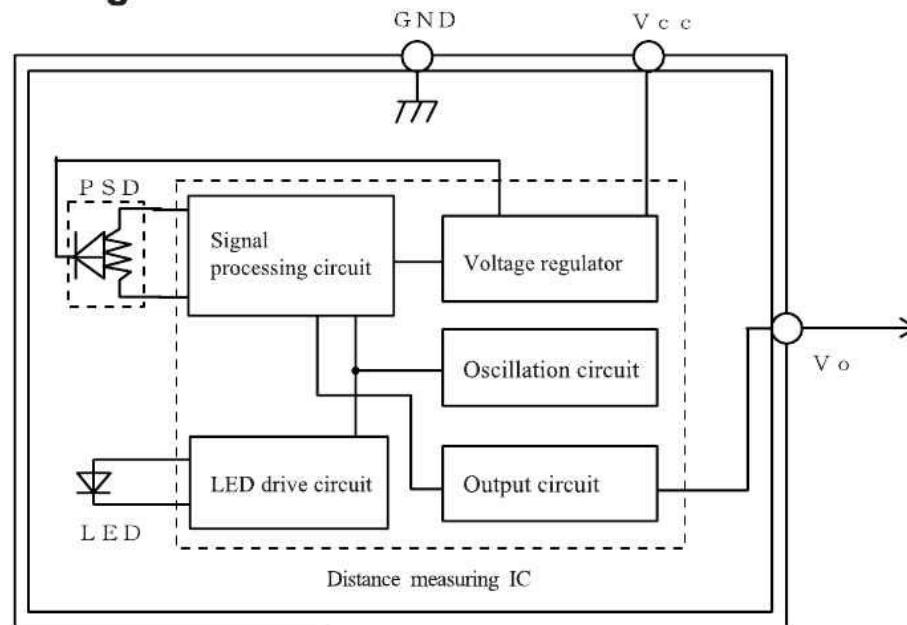 GND
Vcc
PSD
Signal
processing circuit
Voltage regulator
Oscillation circuit
Vo
LED drive circuit
Output circuit
LED
Distance measuring IC